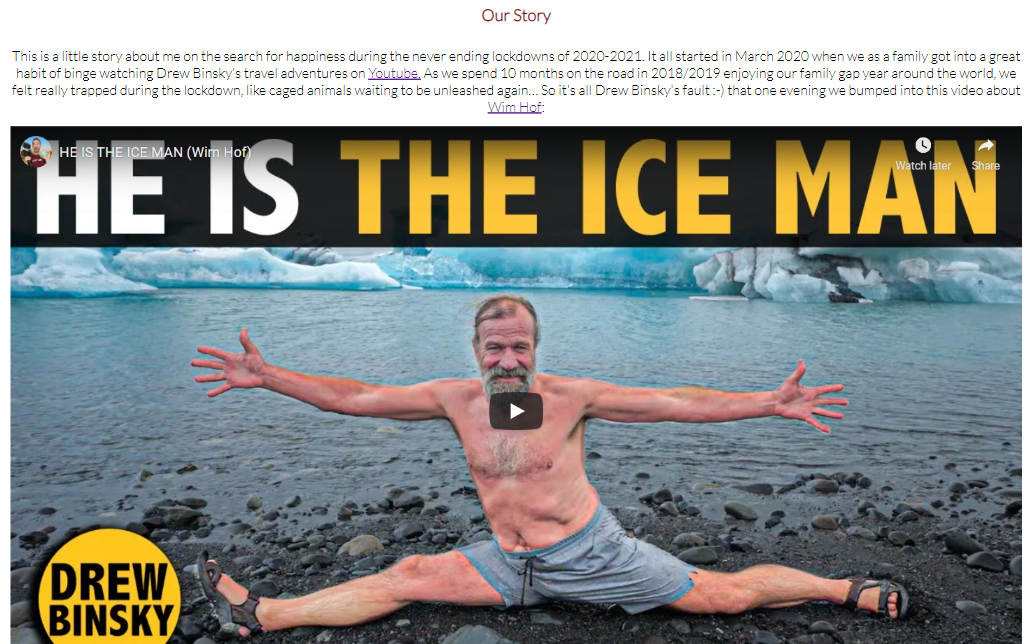 Our Story
This is a little story about me on the search for happiness during the never ending lockdowns of 2020-2021. It all started in March 2020 when we as a family got into a great
habit of binge watching Drew Binsky's travel adventures on Youtube. As we spend 10 months on the road in 2018/2019 enjoying our family gap year around the world, we
felt really trapped during the lockdown, like caged animals waiting to be unleashed again... So it's all Drew Binsky's fault :-) that one evening we bumped into this video about
Wim Hof:
HE IS THE ICE MAN (Wim Hof)
Watch later
Share
HE IS THE ICE MAN
DREW
BINSKY